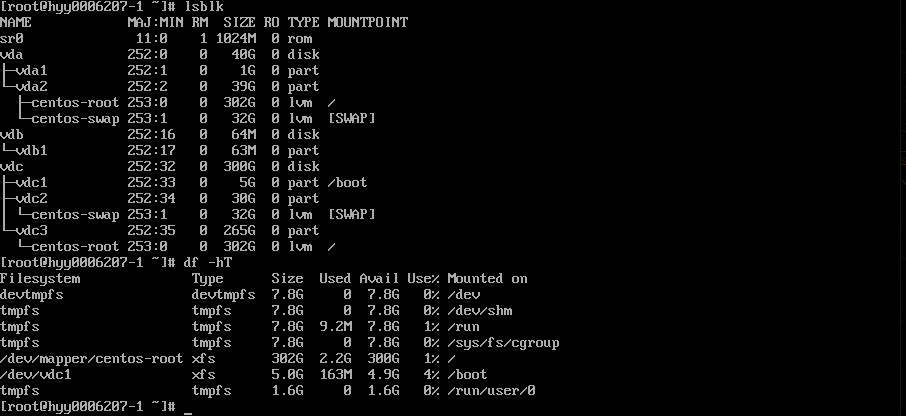 [root@hyy0006207-1 ~]# lsblk
NAME            MAJ:MIN RM  SIZE RO TYPE MOUNTPOINT
sr0              11:0    1 1024M  0 rom
vda             252:0    0   40G  0 disk
├─vda1          252:1    0    1G  0 part
└─vda2          252:2    0   39G  0 part
  ├─centos-root 253:0    0  302G  0 lvm  /
  └─centos-swap 253:1    0   32G  0 lvm  [SWAP]
vdb             252:16   0   64M  0 disk
└─vdb1          252:17   0   63M  0 part
vdc             252:32   0  300G  0 disk
├─vdc1          252:33   0    5G  0 part /boot
├─vdc2          252:34   0   30G  0 part
│ └─centos-swap 253:1    0   32G  0 lvm  [SWAP]
└─vdc3          252:35   0  265G  0 part
  └─centos-root 253:0    0  302G  0 lvm  /
[root@hyy0006207-1 ~]# df -hT
Filesystem              Type      Size  Used Avail Use% Mounted on
devtmpfs                devtmpfs  7.8G     0  7.8G   0% /dev
tmpfs                   tmpfs     7.8G     0  7.8G   0% /dev/shm
tmpfs                   tmpfs     7.8G  9.2M  7.8G   1% /run
tmpfs                   tmpfs     7.8G     0  7.8G   0% /sys/fs/cgroup
/dev/mapper/centos-root xfs       302G  2.2G  300G   1% /
/dev/vdc1               xfs       5.0G  163M  4.9G   4% /boot
tmpfs                   tmpfs     1.6G     0  1.6G   0% /run/user/0
[root@hyy0006207-1 ~]# _